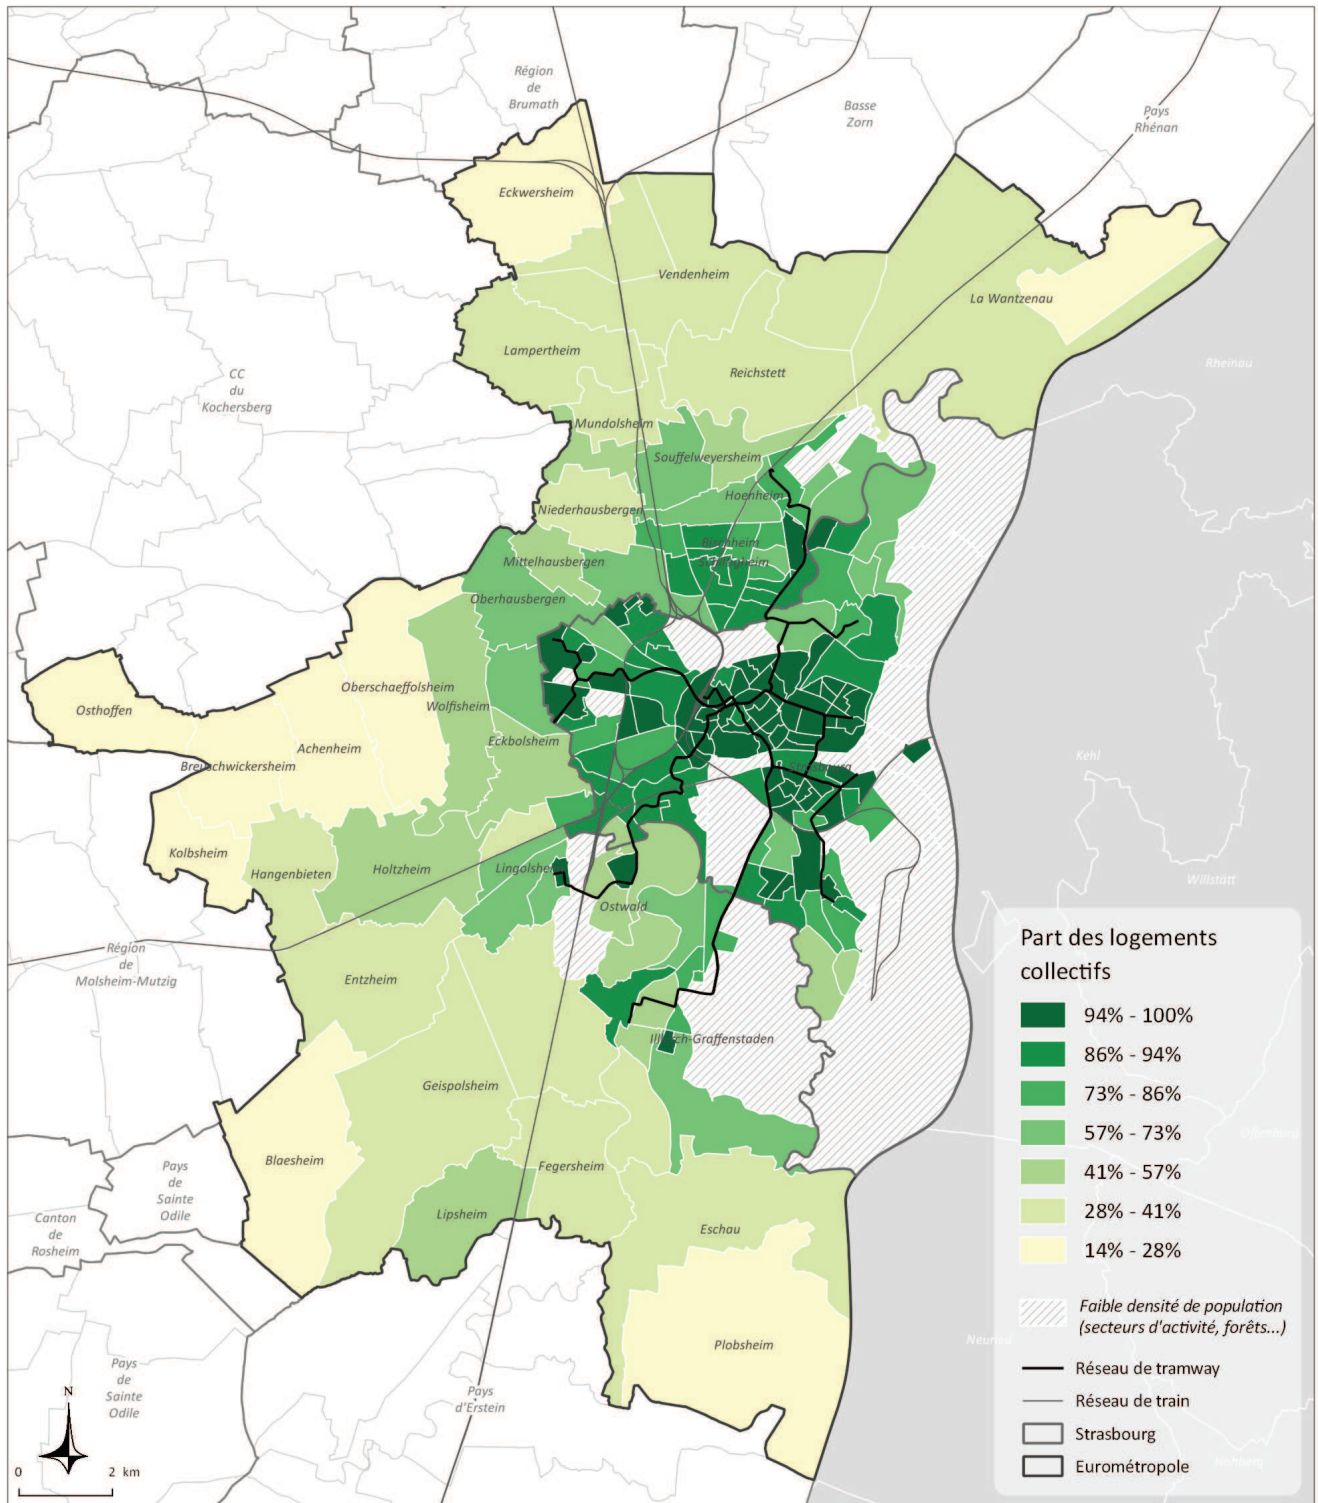 Région
de
Brumath
Basse
Zorn
Pays
Rhénan
Eckwersheim
Vendenheim
La Wantzenau
Lampertheim
Reichstett
Rheinau
CC
du
Kochersberg
Mundolsheim
Souffelweyersheim
Hoenheim
Niederhausbergen
Bischheim
Schiltigheim
Mittelhausbergen
Oberhausbergen
Oberschaeffolsheim
Wolfisheim
Osthoffen
Achenheim
Eckbolsheim
Breuschwickersheim
Strasbourg
Kehl
Kolbsheim
Hangenbieten
Holtzheim
Lingolsheim
Willstätt
Ostwald
Région
de
Molsheim-Mutzig
Entzheim
Illkirch-Graffenstaden
Geispolsheim
Blaesheim
Fegersheim
Offenburg
Pays
de
Sainte
Odile
Canton
de
Rosheim
Lipsheim
Eschau
Plobsheim
Neuried
Pays
de
Sainte
Odile
Pays
d'Erstein
Hohberg
Part des logements
collectifs
94% - 100%
86% - 94%
73% - 86%
57% - 73%
41% - 57%
28% - 41%
14% - 28%
Faible densité de population
(secteurs d'activité, forêts...)
Réseau de tramway
Réseau de train
Strasbourg
Eurométropole
N
0 2 km